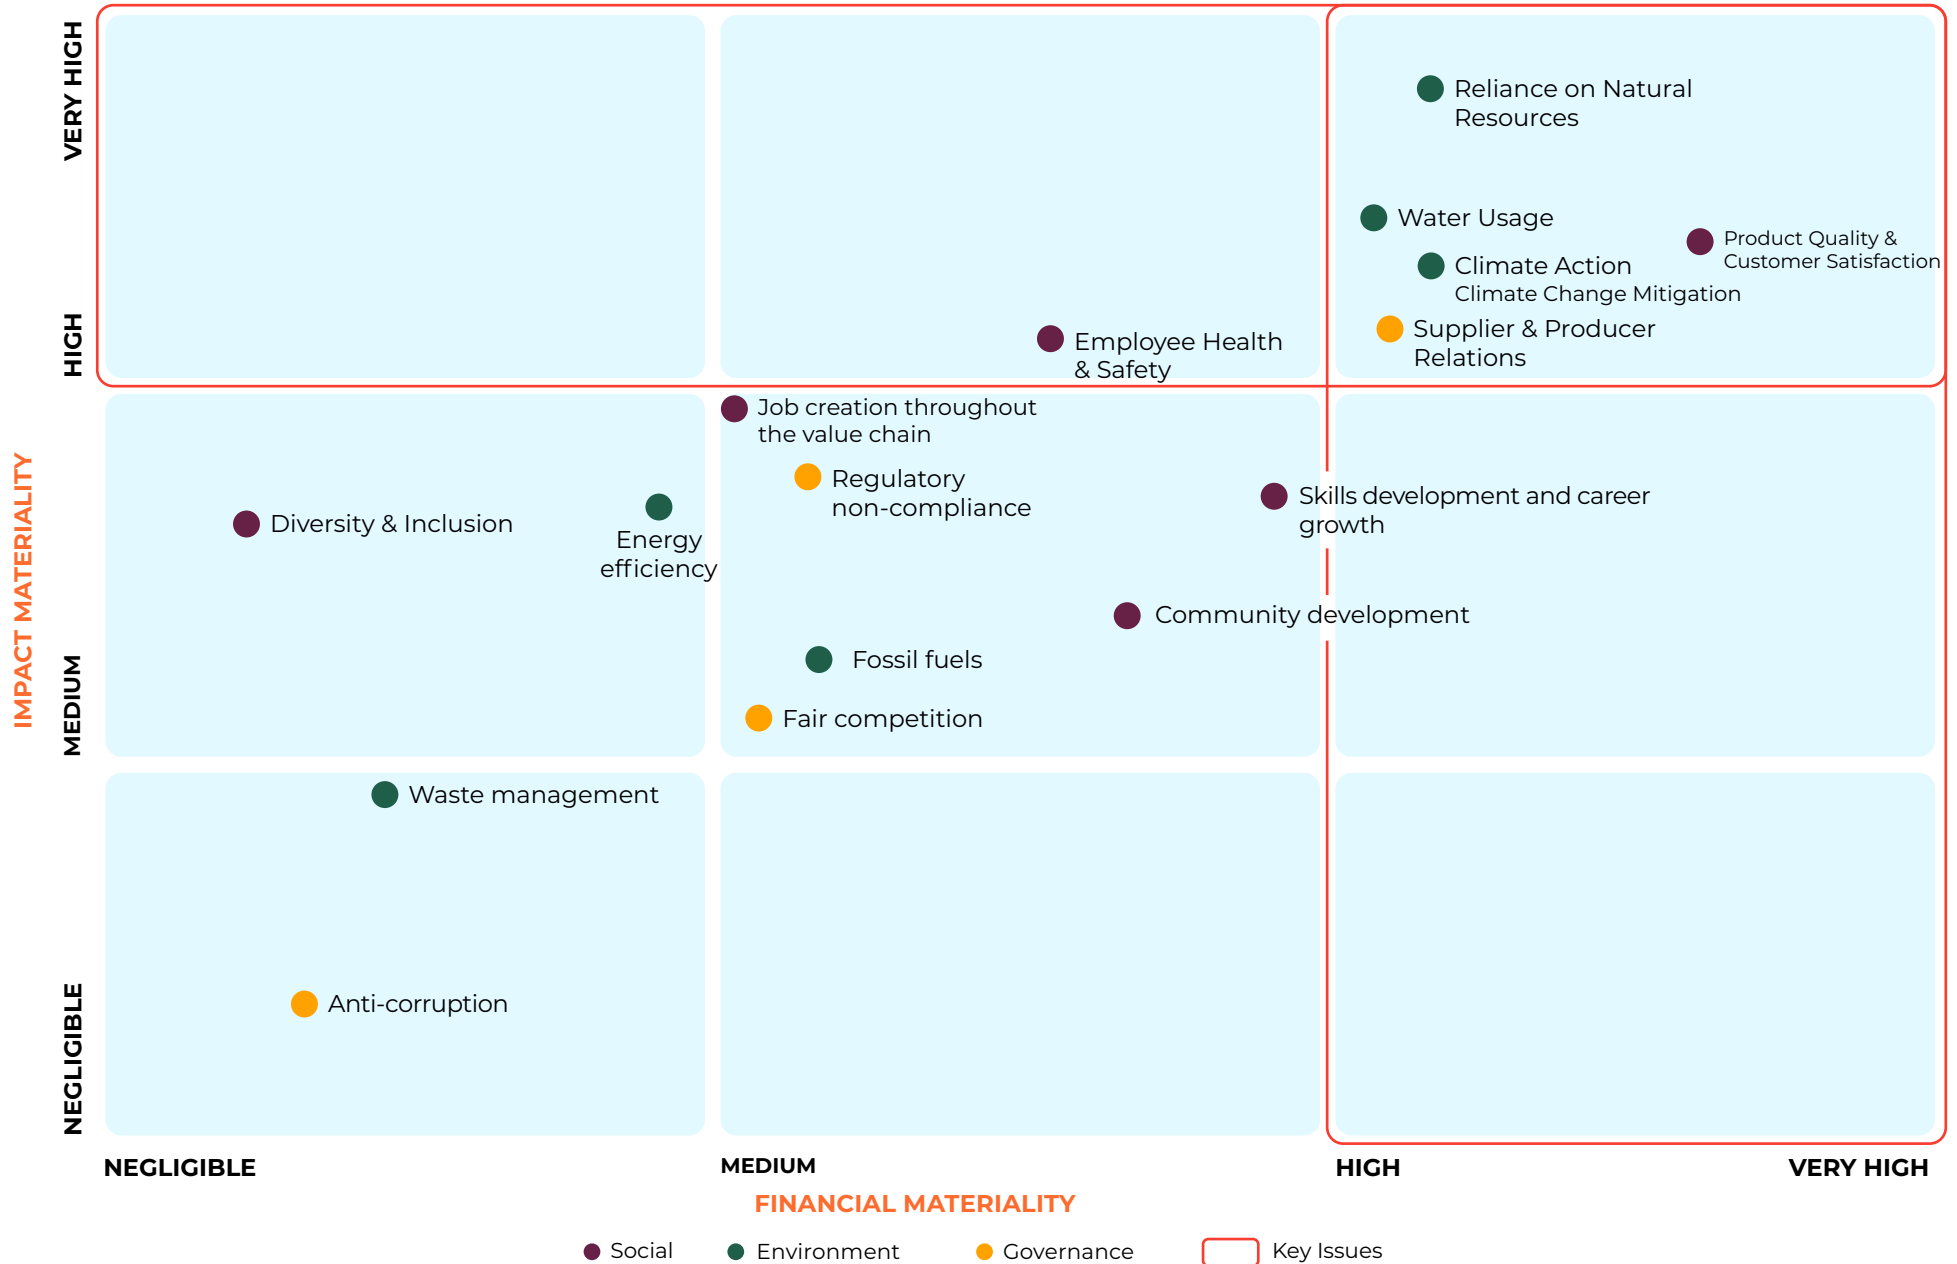 VERY HIGH
HIGH
IMPACT MATERIALITY
MEDIUM
NEGLIGIBLE
Reliance on Natural
Resources
Water Usage
Product Quality &
Customer Satisfaction
Climate Action
Climate Change Mitigation
Supplier & Producer
Relations
Employee Health
& Safety
Job creation throughout
the value chain
Regulatory
non-compliance
Skills development and career
growth
Diversity & Inclusion
Energy
efficiency
Community development
Fossil fuels
Fair competition
Waste management
Anti-corruption
NEGLIGIBLE
MEDIUM
HIGH
VERY HIGH
FINANCIAL MATERIALITY
Social
Environment
Governance
Key Issues